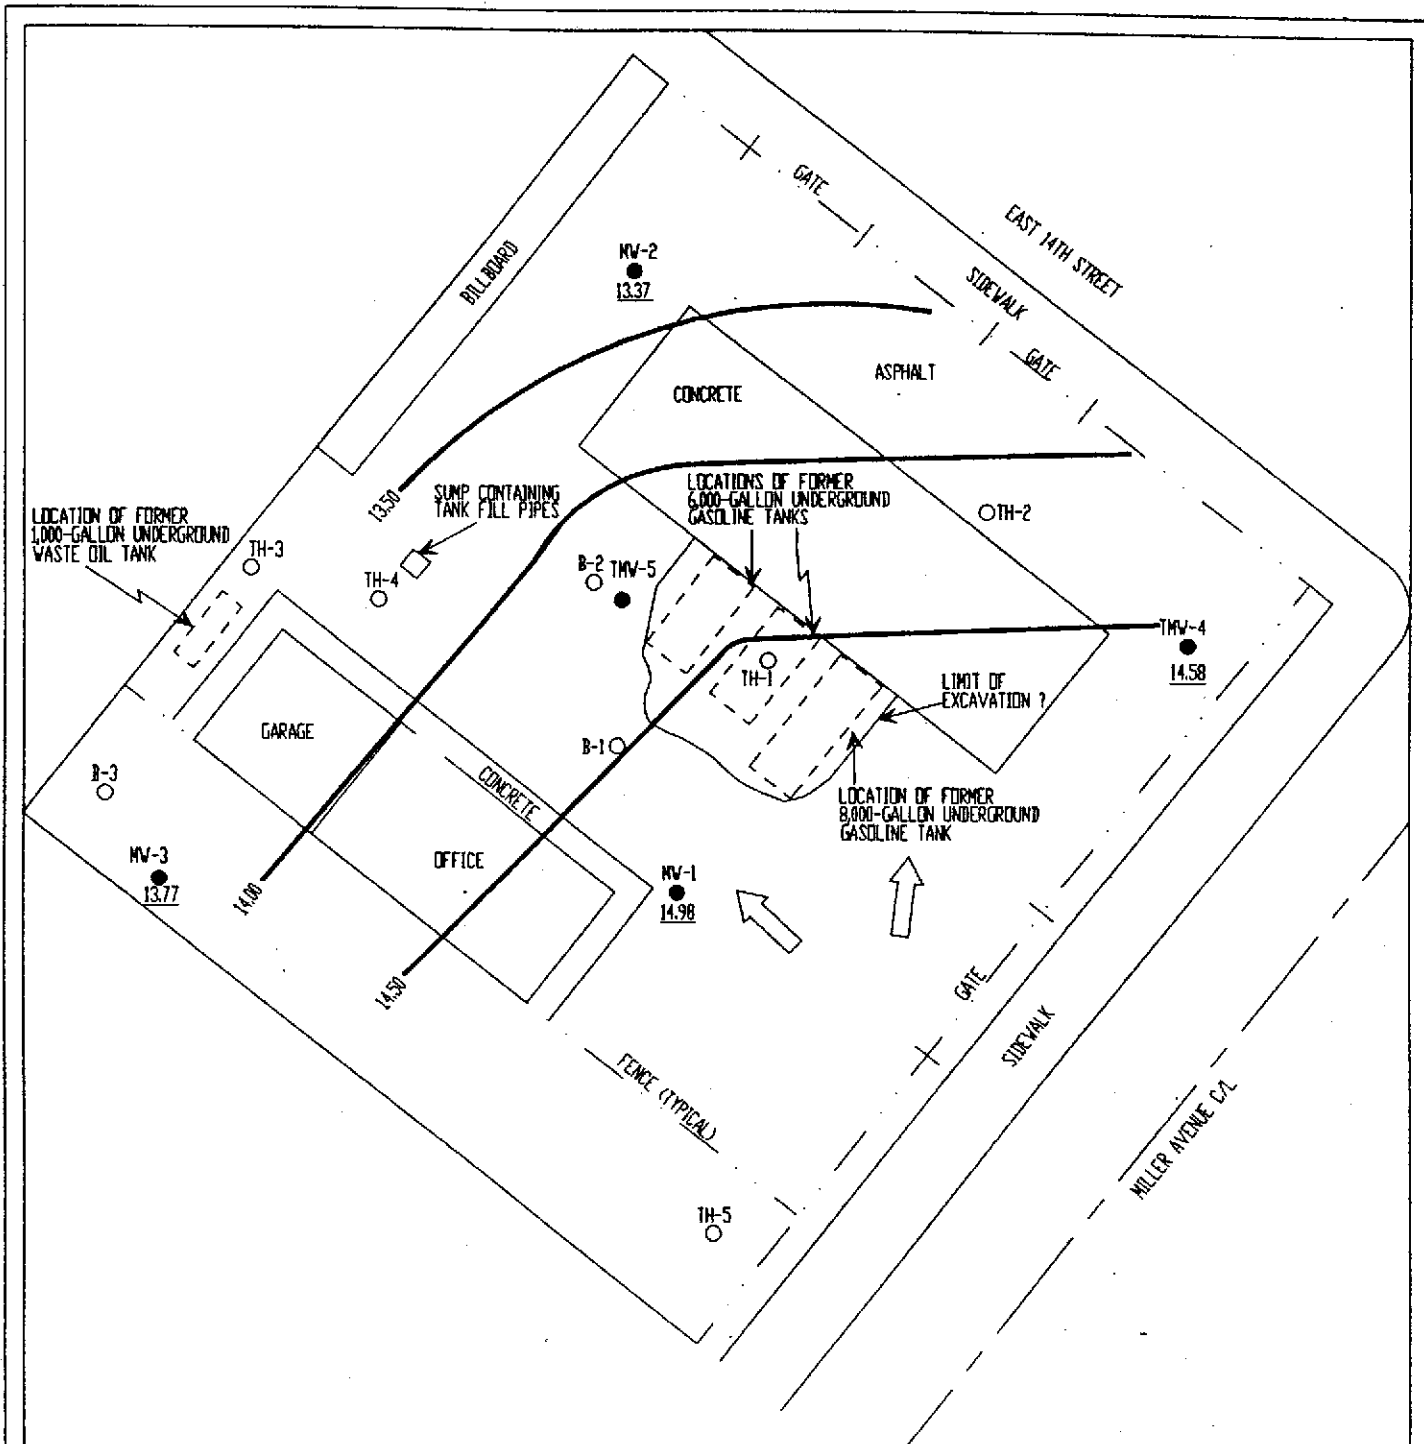 GATE
EAST 14TH STREET
BILLBOARD
MW-2
13.37
SIDEWALK
GATE
ASPHALT
CONCRETE
13.50
SUMP CONTAINING
TANK FILL PIPES
LOCATIONS OF FORMER
6,000-GALLON UNDERGROUND
GASOLINE TANKS
LOCATION OF FORMER
1,000-GALLON UNDERGROUND
WASTE OIL TANK
TH-2
TH-3
TH-4
B-2
TMW-5
TMW-4
14.58
TH-1
LIMIT OF
EXCAVATION ?
GARAGE
B-1
B-3
CONCRETE
LOCATION OF FORMER
8,000-GALLON UNDERGROUND
GASOLINE TANK
OFFICE
MW-3
13.77
14.00
MW-1
14.98
14.50
GATE
SIDEWALK
FENCE (TYPICAL)
MILLER AVENUE C/L
TH-5